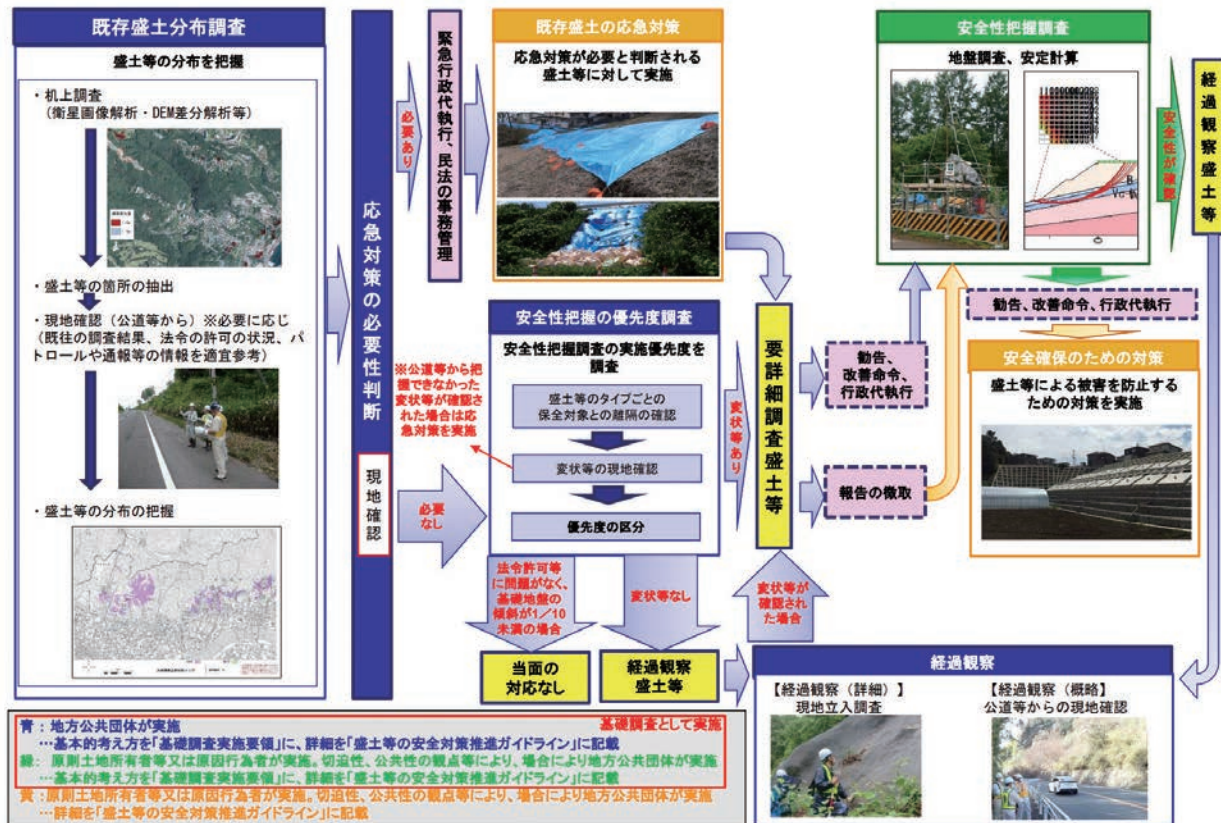 既存盛土分布調査
盛土等の分布を把握
・机上調査
(衛星画像解析・DEM差分解析等)
・盛土等の箇所の抽出
・現地確認（公道等から）※必要に応じ
(既往の調査結果、法令の許可の状況、パ
トロールや通報等の情報を適宜参考)
・盛土等の分布の把握
応急対策の必要性判断
現地確認
必要あり
緊急行政代執行、民法の事務管理
既存盛土の応急対策
応急対策が必要と判断される
盛土等に対して実施
必要
なし
安全性把握の優先度調査
安全性把握調査の実施優先度を
調査
※公道等から把
握できなかった
変状等が確認
された場合は応
急対策を実施
盛土等のタイプごとの
保全対象との離隔の確認
変状等の現地確認
優先度の区分
変状等あり
法令許可等
に問題がなく、
基礎地盤の
傾斜が1／10
未満の場合
当面の
対応なし
変状等なし
経過観察
盛土等
要詳細調査盛土等
変状等が
確認され
た場合
勧告、
改善命令、
行政代執行
報告の徴取
安全性把握調査
地盤調査、安定計算
安全性が確認
経過観察盛土等
勧告、改善命令、行政代執行
安全確保のための対策
盛土等による被害を防止する
ための対策を実施
経過観察
【経過観察（詳細）】
現地立入調査
【経過観察（概略）】
公道等からの現地確認
基礎調査として実施
青：地方公共団体が実施
…基本的考え方を「基礎調査実施要領」に、詳細を「盛土等の安全対策推進ガイドライン」に記載
緑：原則土地所有者等又は原因行為者が実施。切迫性、公共性の観点等により、場合により地方公共団体が実施
…基本的考え方を「基礎調査実施要領」に、詳細を「盛土等の安全対策推進ガイドライン」に記載
黄：原則土地所有者等又は原因行為者が実施。切迫性、公共性の観点等により、場合により地方公共団体が実施
…詳細を「盛土等の安全対策推進ガイドライン」に記載